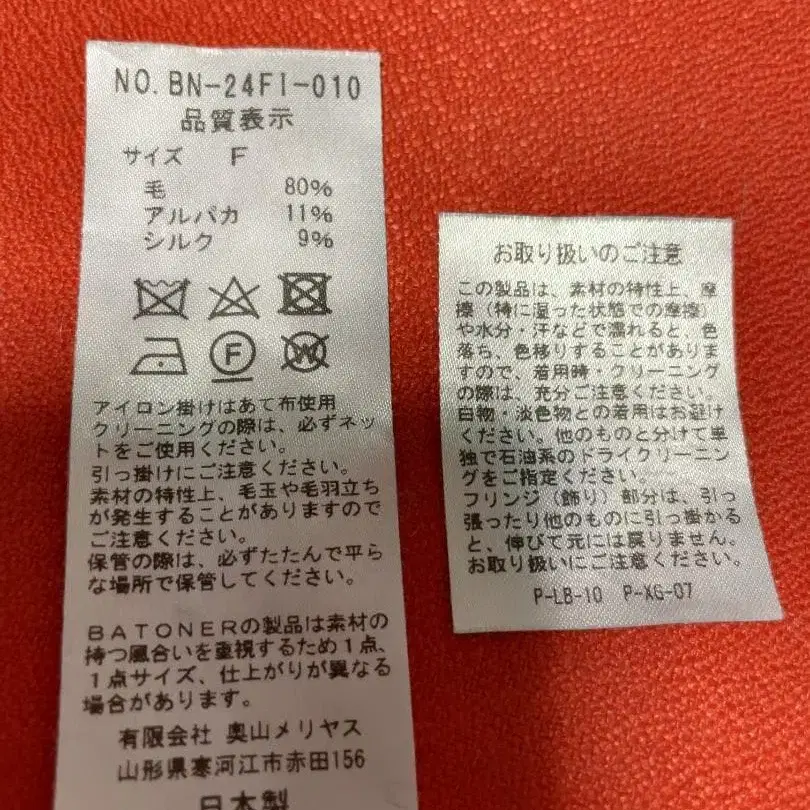 NO. BN-24FI-010
品質表示
サイズ F
毛 80%
アルパカ 11%
シルク 9%
F
W
アイロン掛けはあて布使用
クリーニングの際は、必ずネッ
トをご使用ください。
引っ掛けにご注意ください。
素材の特性上、毛玉や毛羽立ち
が発生することがありますので
ご注意ください。
保管の際は、必ずたたんで平ら
な場所で保管してください。
BATONERの製品は素材の
持つ風合いを重視するため1点、
1点サイズ、仕上がりが異なる
場合があります。
有限会社 奥山メリヤス
山形県寒河江市赤田156
日本製
お取り扱いのご注意
この製品は、素材の特性上、摩
擦（特に湿った状態での摩擦）
や水分・汗などで濡れると、色
落ち、色移りすることがありま
すので、着用時・クリーニング
の際は、充分ご注意ください。
白物・淡色物との着用はお避け
ください。他のものと分けて単
独で石油系のドライクリーニン
グをご指定ください。
フリンジ（飾り）部分は、引っ
張ったり他のものに引っ掛かる
と、伸びて元には戻りません。
お取り扱いにご注意ください。
P-LB-10 P-XG-07